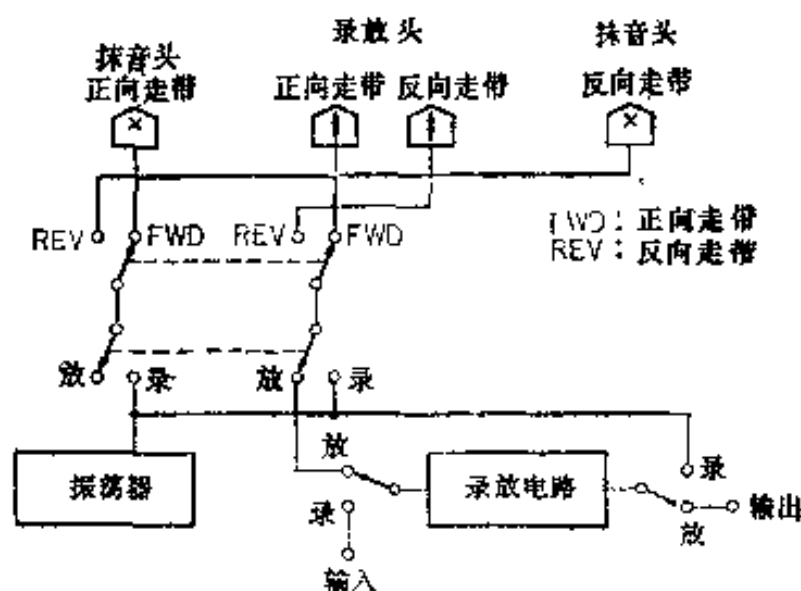 抹音头
正向走带
录放头
正向走带 反向走带
抹音头
反向走带
REV FWD REV FWD
FWD：正向走带
REV：反向走带
放 录 放 录
振荡器
放
录
输入
录放电路
录
放
输出